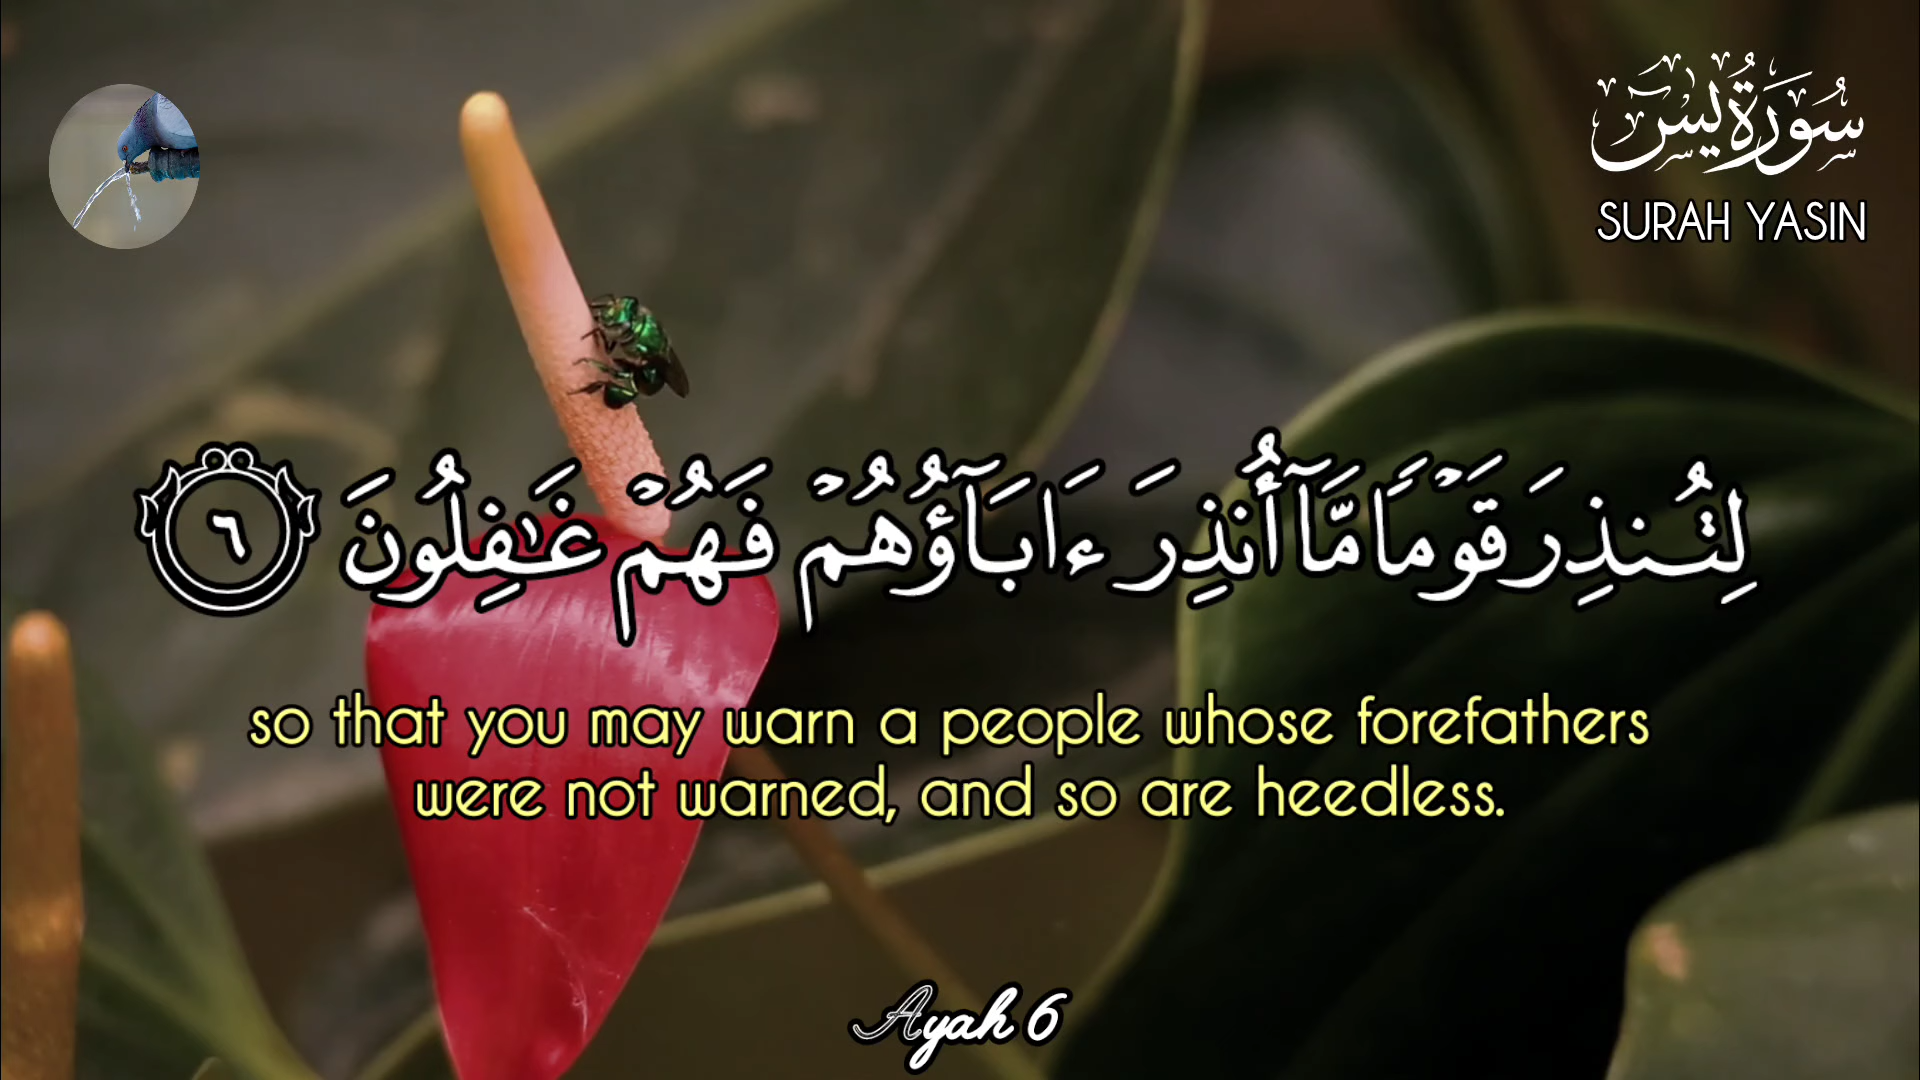 سُورَةُ يسٓ
SURAH YASIN
لِتُنذِرَ قَوْمًا مَّآ أُنذِرَ ءَابَآؤُهُمْ فَهُمْ غَٰفِلُونَ ٦
so that you may warn a people whose forefathers
were not warned, and so are heedless.
Ayah 6